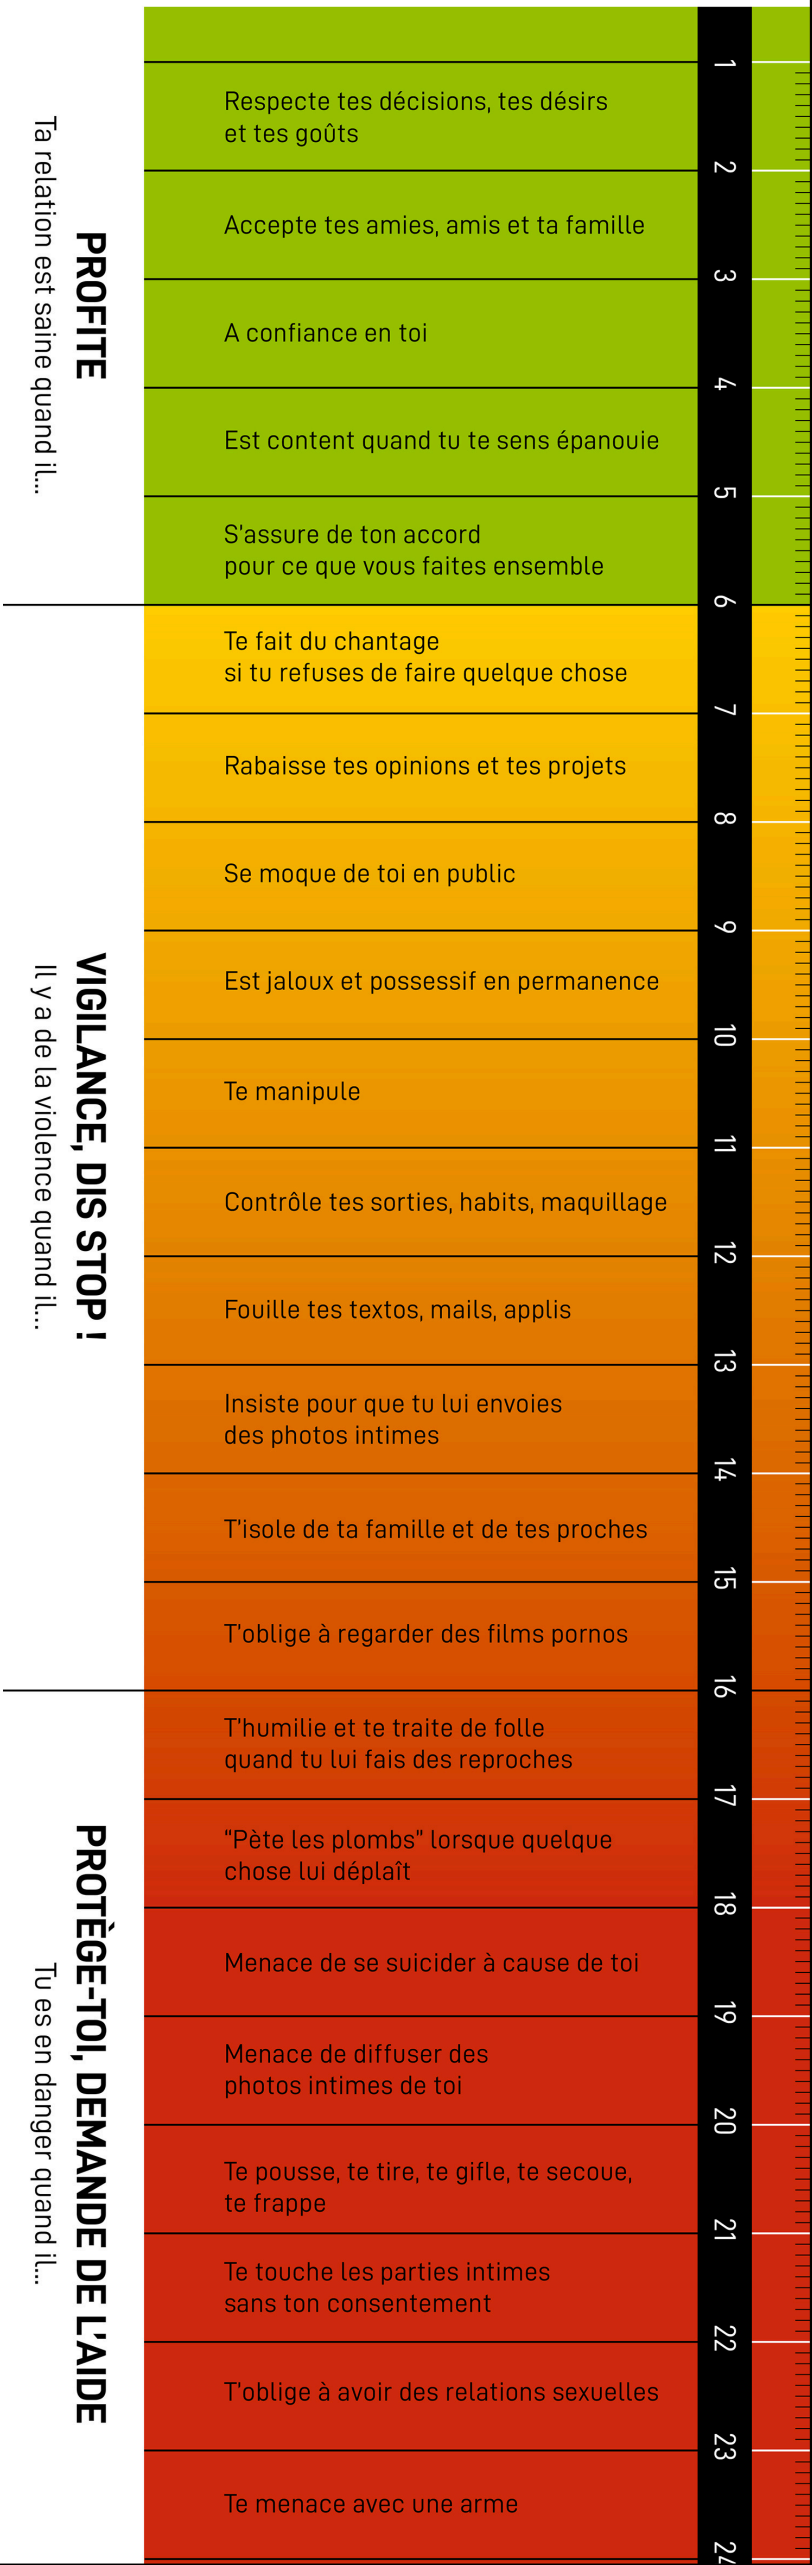 PROFITE
Ta relation est saine quand il...
1
Respecte tes décisions, tes désirs
et tes goûts
2
Accepte tes amies, amis et ta famille
3
A confiance en toi
4
Est content quand tu te sens épanouie
5
S'assure de ton accord
pour ce que vous faites ensemble
6
VIGILANCE, DIS STOP !
Il y a de la violence quand il...
Te fait du chantage
si tu refuses de faire quelque chose
7
Rabaisse tes opinions et tes projets
8
Se moque de toi en public
9
Est jaloux et possessif en permanence
10
Te manipule
11
Contrôle tes sorties, habits, maquillage
12
Fouille tes textos, mails, applis
13
Insiste pour que tu lui envoies
des photos intimes
14
T'isole de ta famille et de tes proches
15
T'oblige à regarder des films pornos
16
PROTÈGE-TOI, DEMANDE DE L'AIDE
Tu es en danger quand il...
T'humilie et te traite de folle
quand tu lui fais des reproches
17
“Pète les plombs” lorsque quelque
chose lui déplaît
18
Menace de se suicider à cause de toi
19
Menace de diffuser des
photos intimes de toi
20
Te pousse, te tire, te gifle, te secoue,
te frappe
21
Te touche les parties intimes
sans ton consentement
22
T'oblige à avoir des relations sexuelles
23
Te menace avec une arme
24